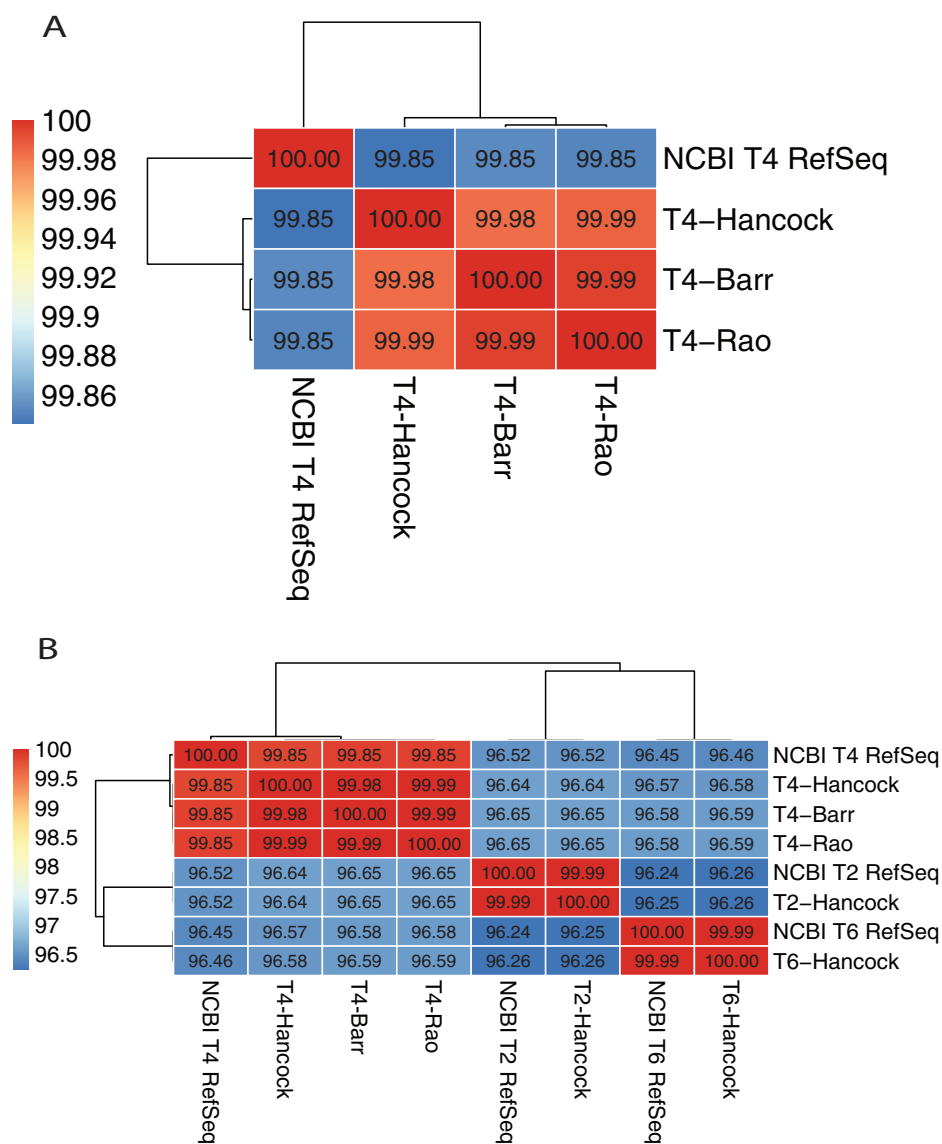 A
100
99.98
99.96
99.94
99.92
99.9
99.88
99.86
100.00 99.85 99.85 99.85 NCBI T4 RefSeq
99.85 100.00 99.98 99.99 T4−Hancock
99.85 99.98 100.00 99.99 T4−Barr
99.85 99.99 99.99 100.00 T4−Rao
NCBI T4 RefSeq
T4-Hancock
T4-Barr
T4-Rao
B
100
99.5
99
98.5
98
97.5
97
96.5
100.00 99.85 99.85 99.85 96.52 96.52 96.45 96.46 NCBI T4 RefSeq
99.85 100.00 99.98 99.99 96.64 96.64 96.57 96.58 T4−Hancock
99.85 99.98 100.00 99.99 96.65 96.65 96.58 96.59 T4−Barr
99.85 99.99 99.99 100.00 96.65 96.65 96.58 96.59 T4−Rao
96.52 96.64 96.65 96.65 100.00 99.99 96.24 96.26 NCBI T2 RefSeq
96.52 96.64 96.65 96.65 99.99 100.00 96.25 96.26 T2−Hancock
96.45 96.57 96.58 96.58 96.24 96.25 100.00 99.99 NCBI T6 RefSeq
96.46 96.58 96.59 96.59 96.26 96.26 99.99 100.00 T6−Hancock
NCBI T4 RefSeq
T4-Hancock
T4-Barr
T4-Rao
NCBI T2 RefSeq
T2-Hancock
NCBI T6 RefSeq
T6-Hancock